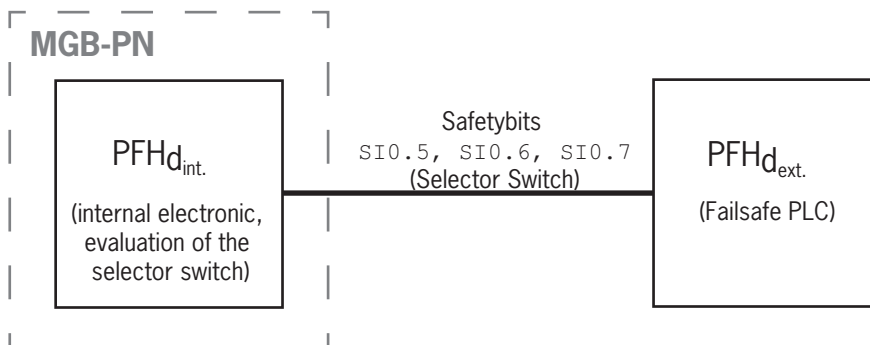 MGB-PN
PFHdint.
(internal electronic,
evaluation of the
selector switch)
Safetybits
SI0.5, SI0.6, SI0.7
(Selector Switch)
PFHdext.
(Failsafe PLC)